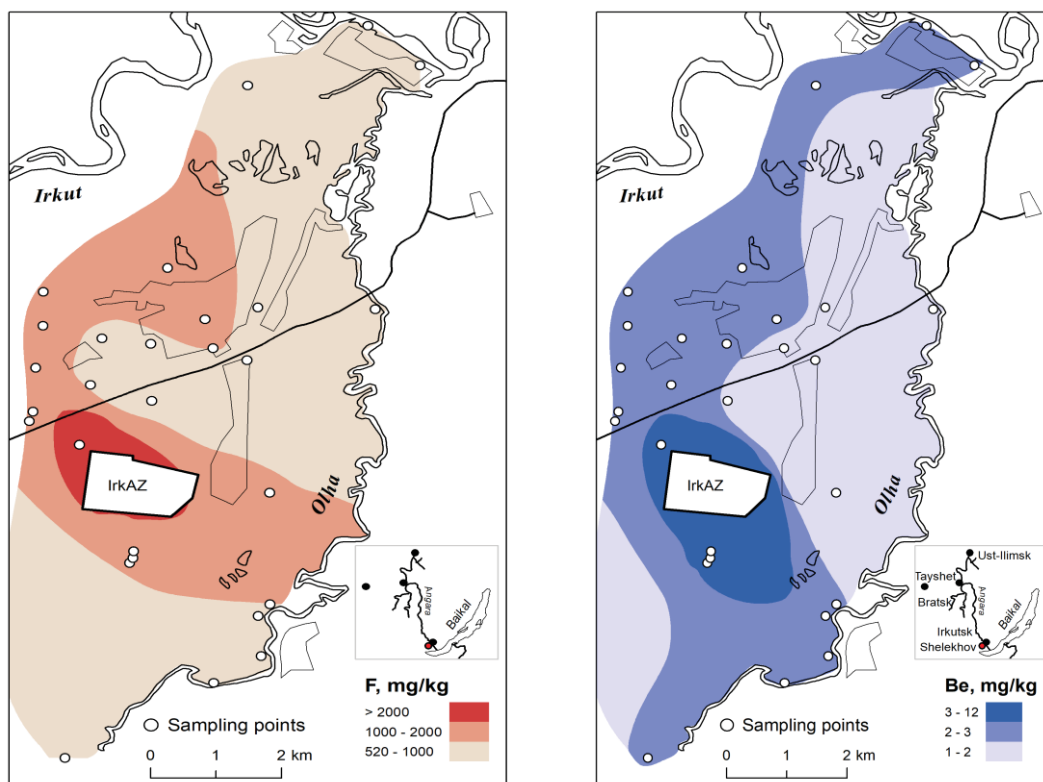 Irkut
IrkAZ
Olha
F, mg/kg
> 2000
1000 - 2000
520 - 1000
Sampling points
0 1 2 km
Angara
Baikal
Irkut
IrkAZ
Olha
Ust-Ilimsk
Tayshet
Bratsk
Angara
Baikal
Irkutsk
Shelekhov
Be, mg/kg
3 - 12
2 - 3
1 - 2
Sampling points
0 1 2 km